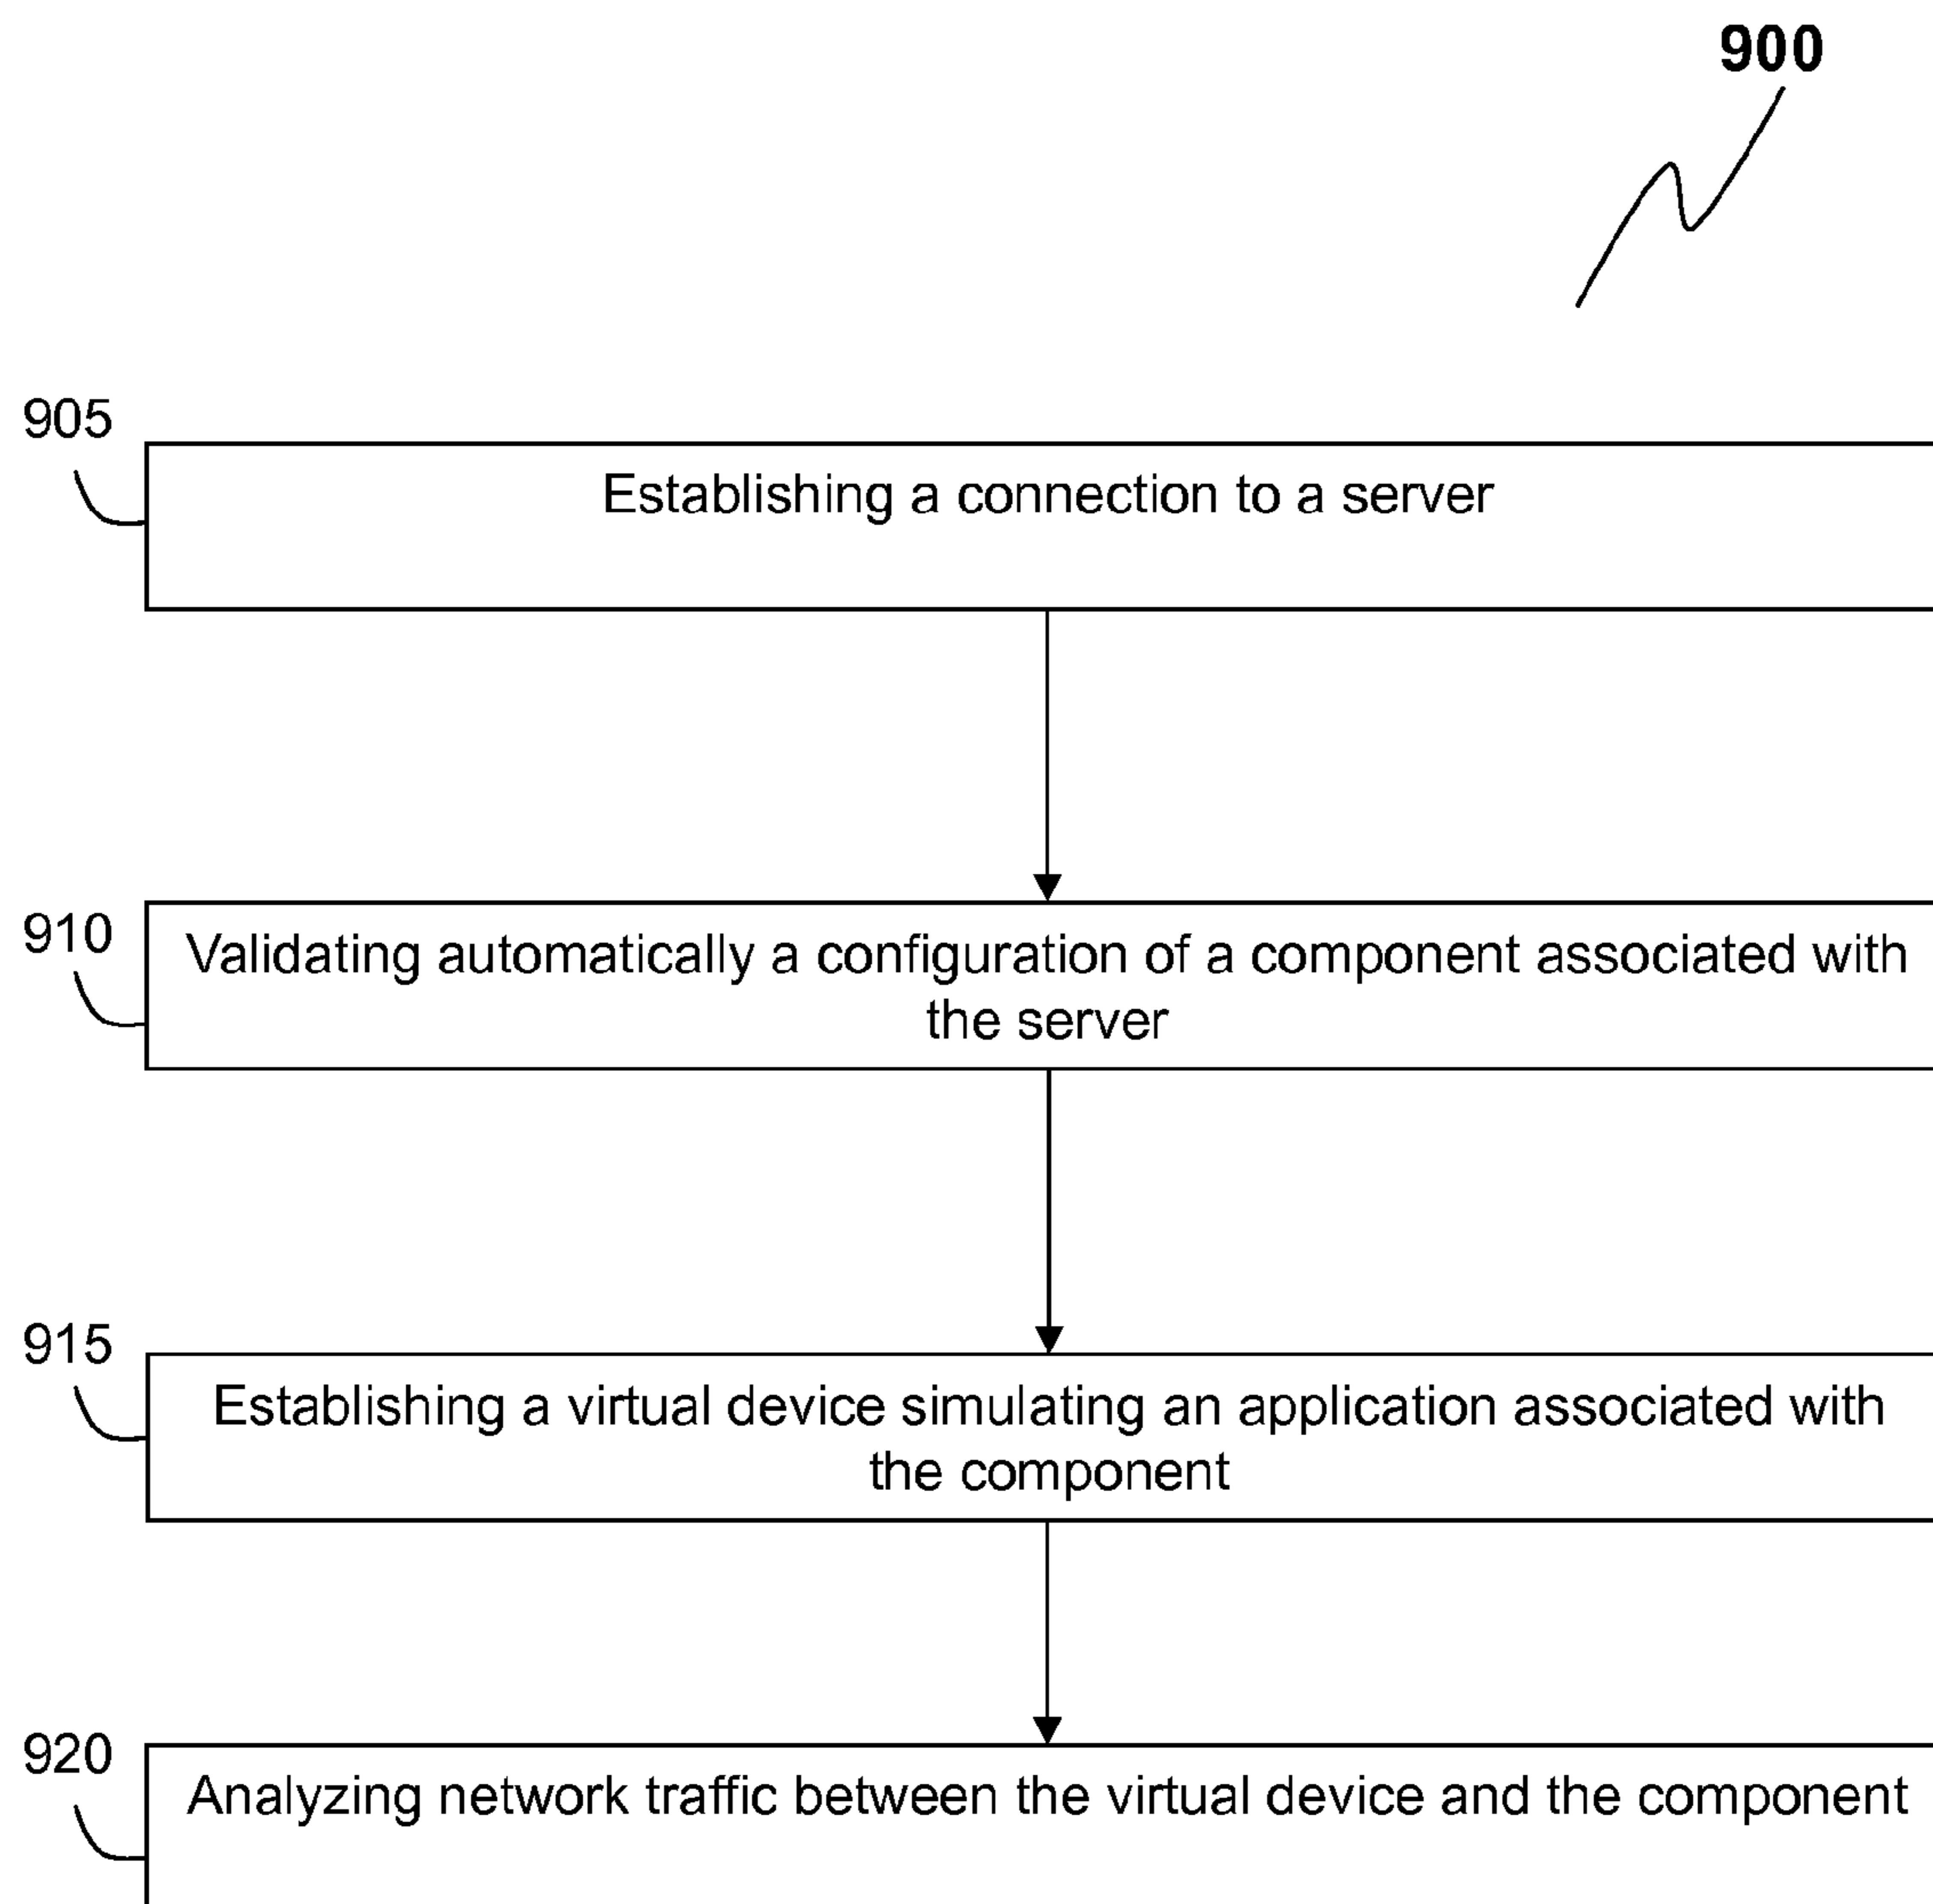 900
905
Establishing a connection to a server
910
Validating automatically a configuration of a component associated with
the server
915
Establishing a virtual device simulating an application associated with
the component
920
Analyzing network traffic between the virtual device and the component